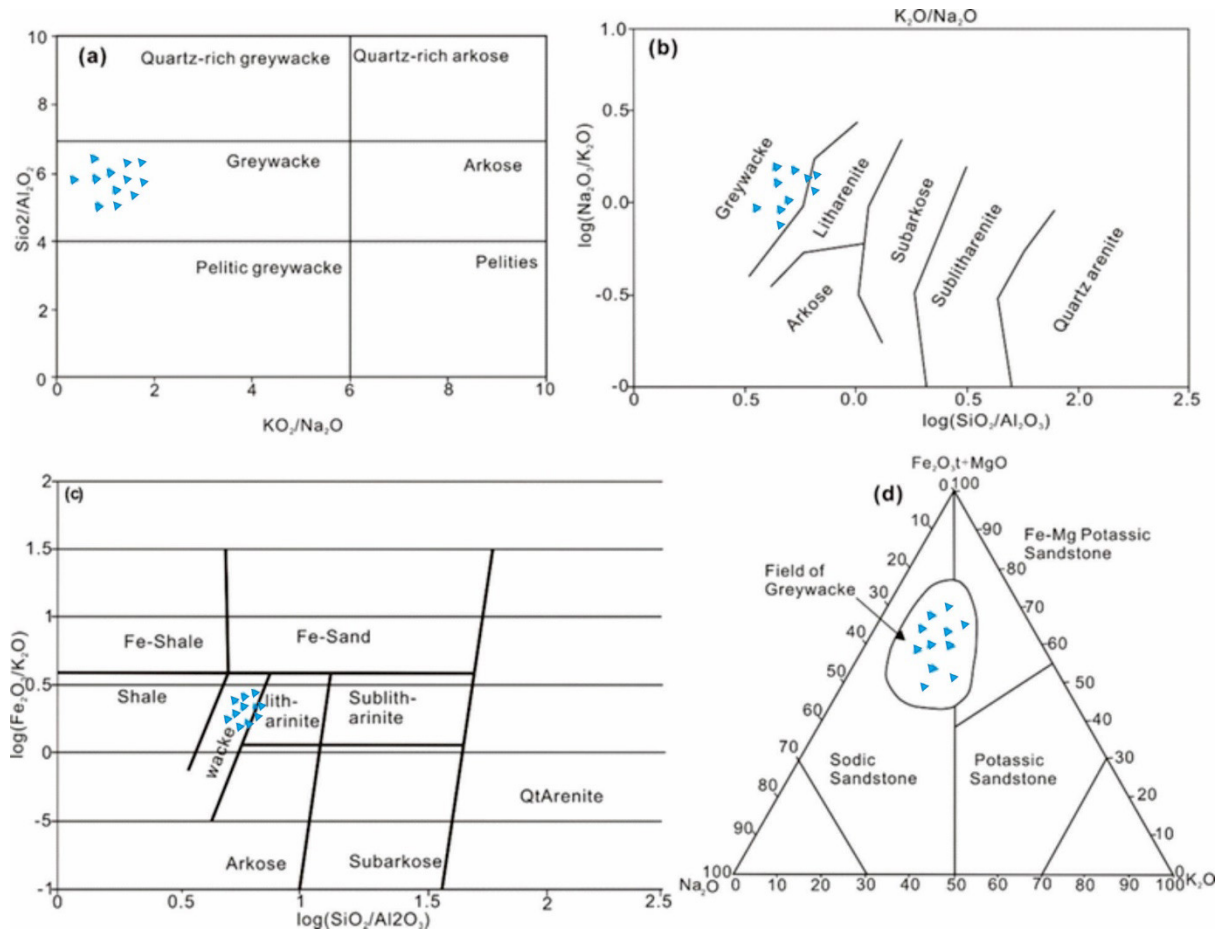 (a)
10
8
6
4
2
0
Sio2/Al₂O₃
Quartz-rich greywacke
Quartz-rich arkose
Greywacke
Arkose
Pelitic greywacke
Pelities
0 2 4 6 8 10
KO₂/Na₂O
K₂O/Na₂O
(b)
1.0
0.5
0.0
-0.5
-0
log(Na₂O₃/K₂O)
Greywacke
Litharenite
Subarkose
Sublitharenite
Arkose
Quartz arenite
0 0.5 0.0 0.5 2.0 2.5
log(SiO₂/Al₂O₃)
(c)
2
1.5
1
0.5
0
-5
-1
log(Fe₂O₃/K₂O)
Fe-Shale
Fe-Sand
Shale
wacke
lith-
arinite
Sublith-
arinite
QtArenite
Arkose
Subarkose
0.5 1 1.5 2 2.5
log(SiO₂/Al2O₃)
(d)
Fe₂O₃t+MgO
0 100
10 90
20 80
30 70
40 60
50 50
60 40
70 30
80 20
90 10
100 0
Fe-Mg Potassic
Sandstone
Field of
Greywacke
Sodic
Sandstone
Potassic
Sandstone
Na₂O 0 10 20 30 40 50 60 70 80 90 100 K₂O